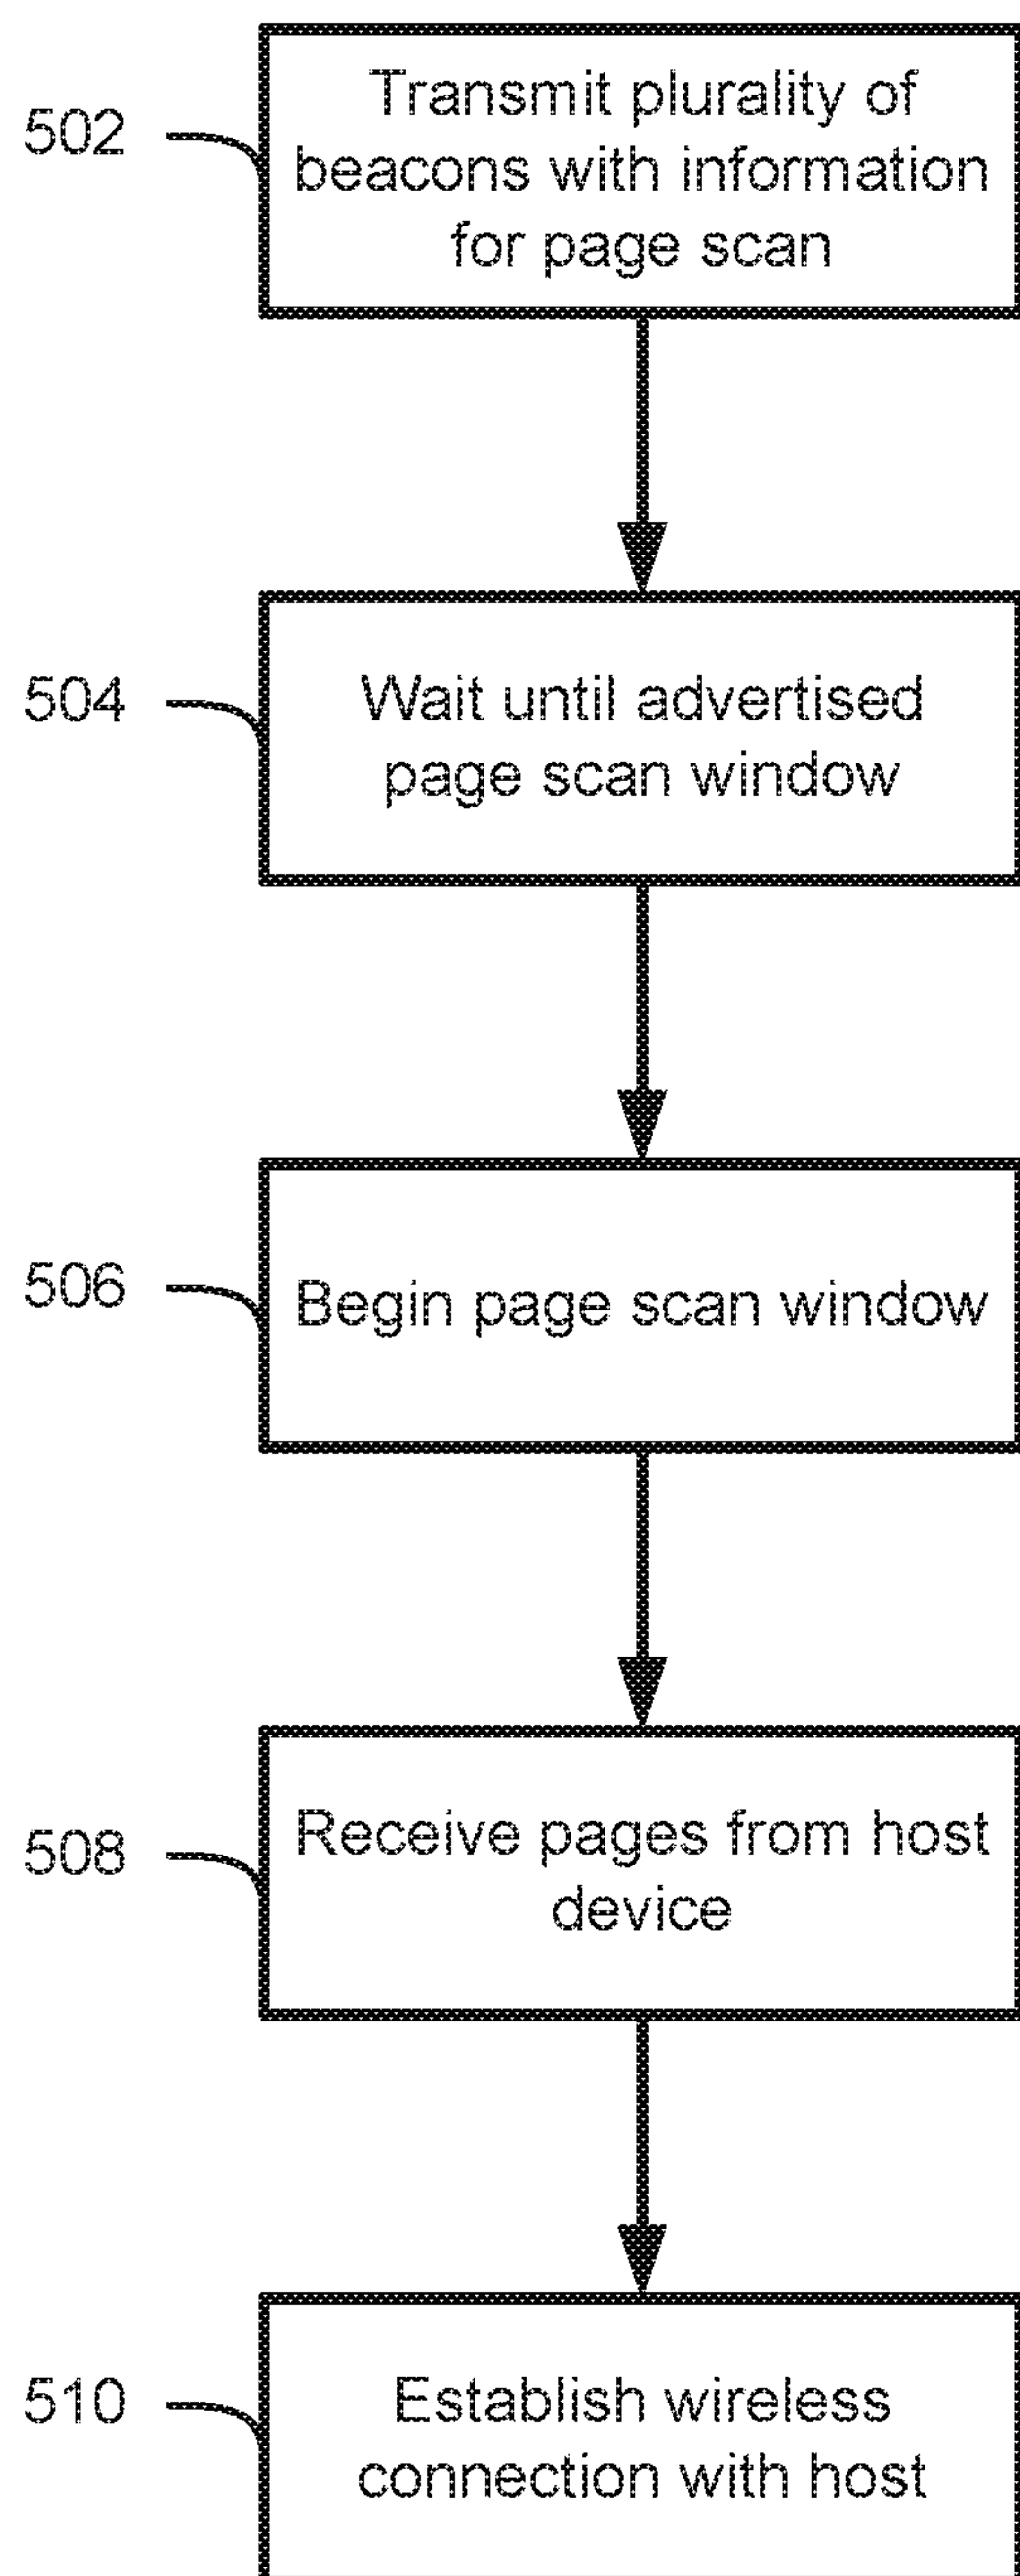 502
Transmit plurality of
beacons with information
for page scan
504
Wait until advertised
page scan window
506
Begin page scan window
508
Receive pages from host
device
510
Establish wireless
connection with host